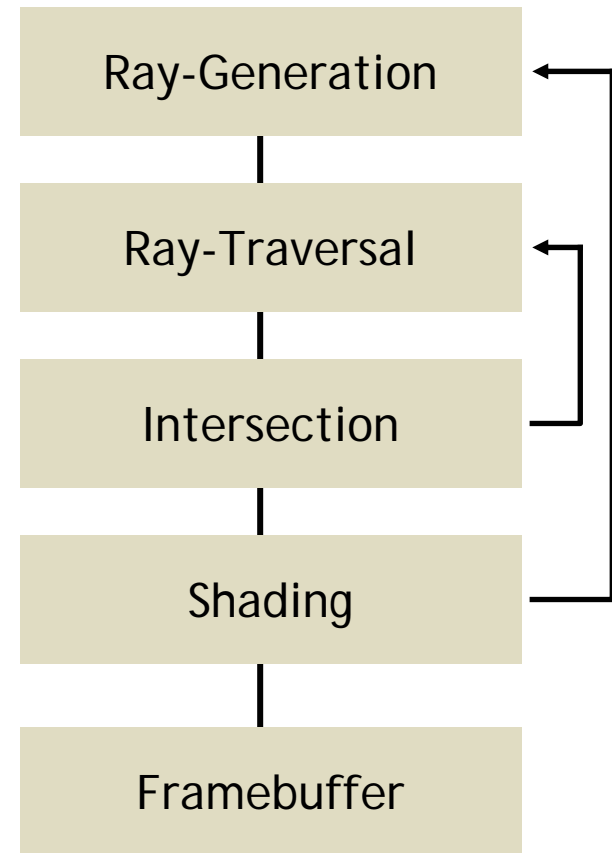 Ray-Generation
Ray-Traversal
Intersection
Shading
Framebuffer